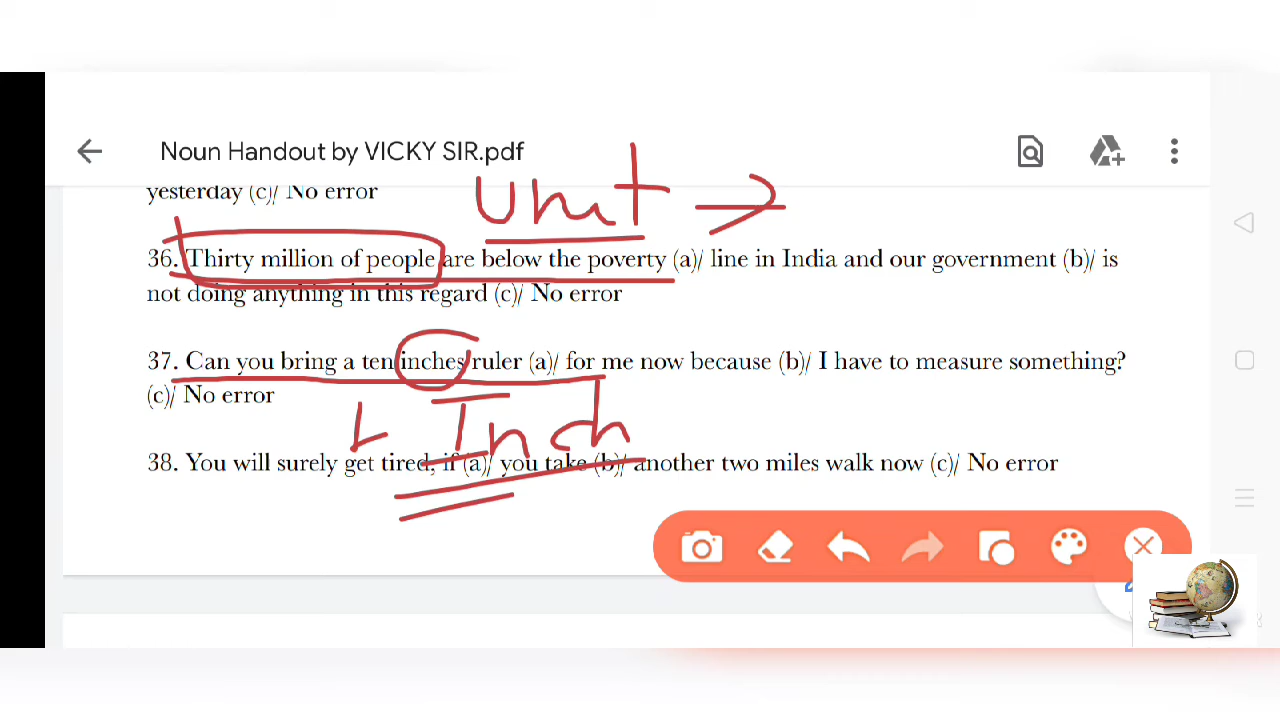 Noun Handout by VICKY SIR.pdf
yesterday (c)/ No error
Unit →
36. Thirty million of people are below the poverty (a)/ line in India and our government (b)/ is
not doing anything in this regard (c)/ No error
37. Can you bring a ten inches ruler (a)/ for me now because (b)/ I have to measure something?
(c)/ No error
Inch
38. You will surely get tired, if (a)/ you take (b)/ another two miles walk now (c)/ No error